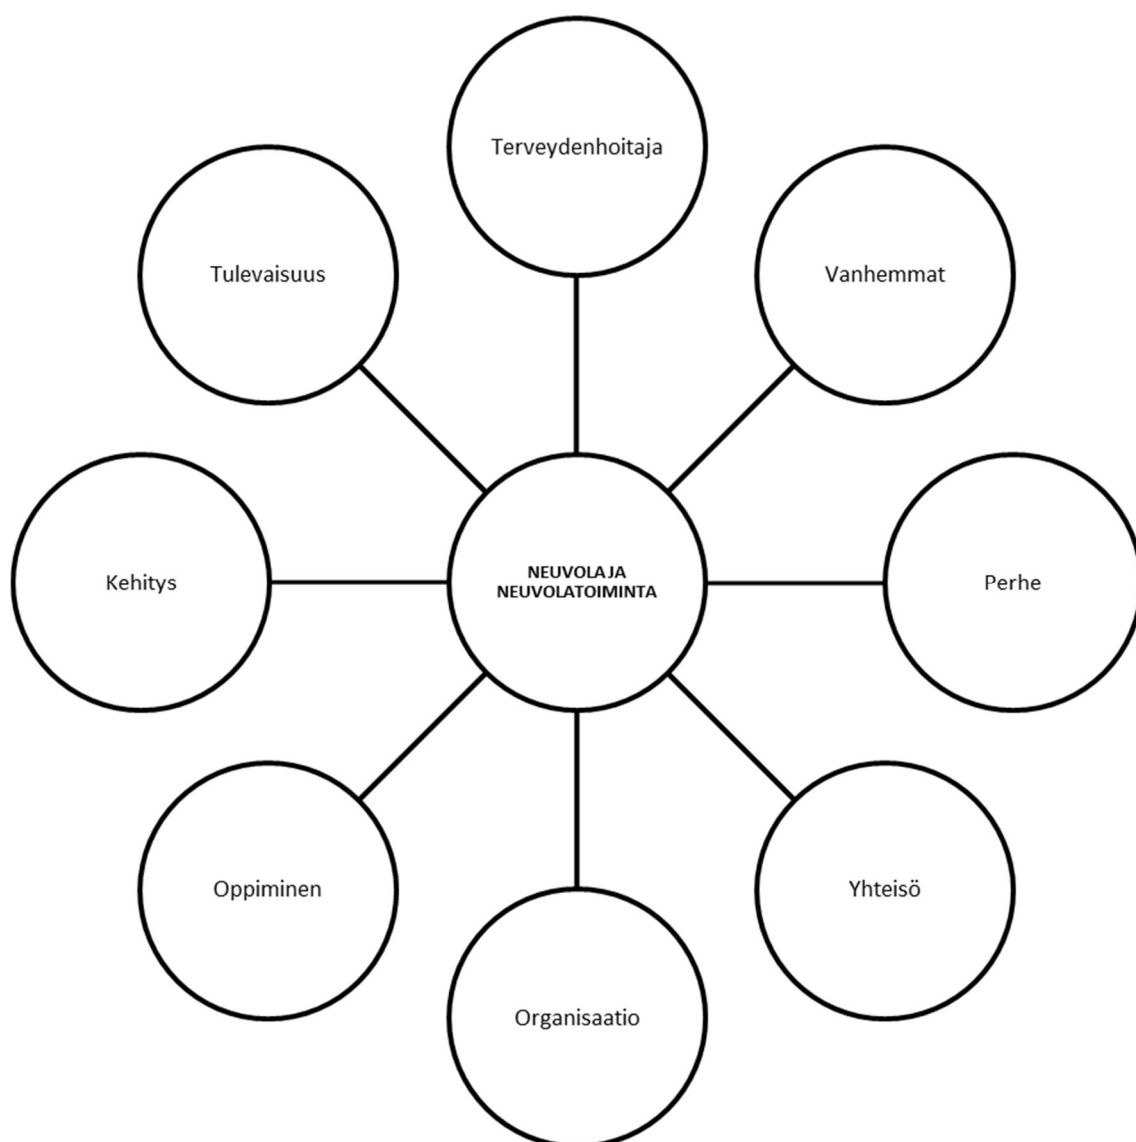 Terveydenhoitaja
Tulevaisuus
Vanhemmat
Kehitys
NEUVOLA JA
NEUVOLATOIMINTA
Perhe
Oppiminen
Yhteisö
Organisaatio